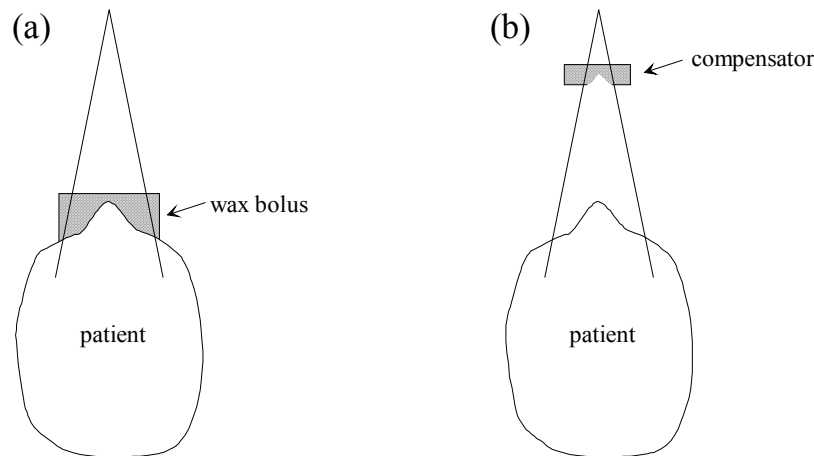 (a)
wax bolus
patient
(b)
compensator
patient